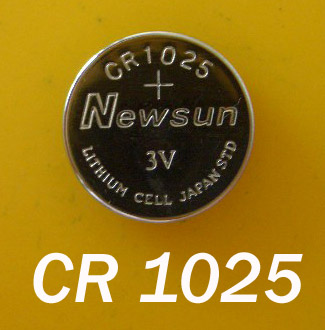 CR1025
+
Newsun
3V
LITHIUM CELL JAPAN STD
CR 1025